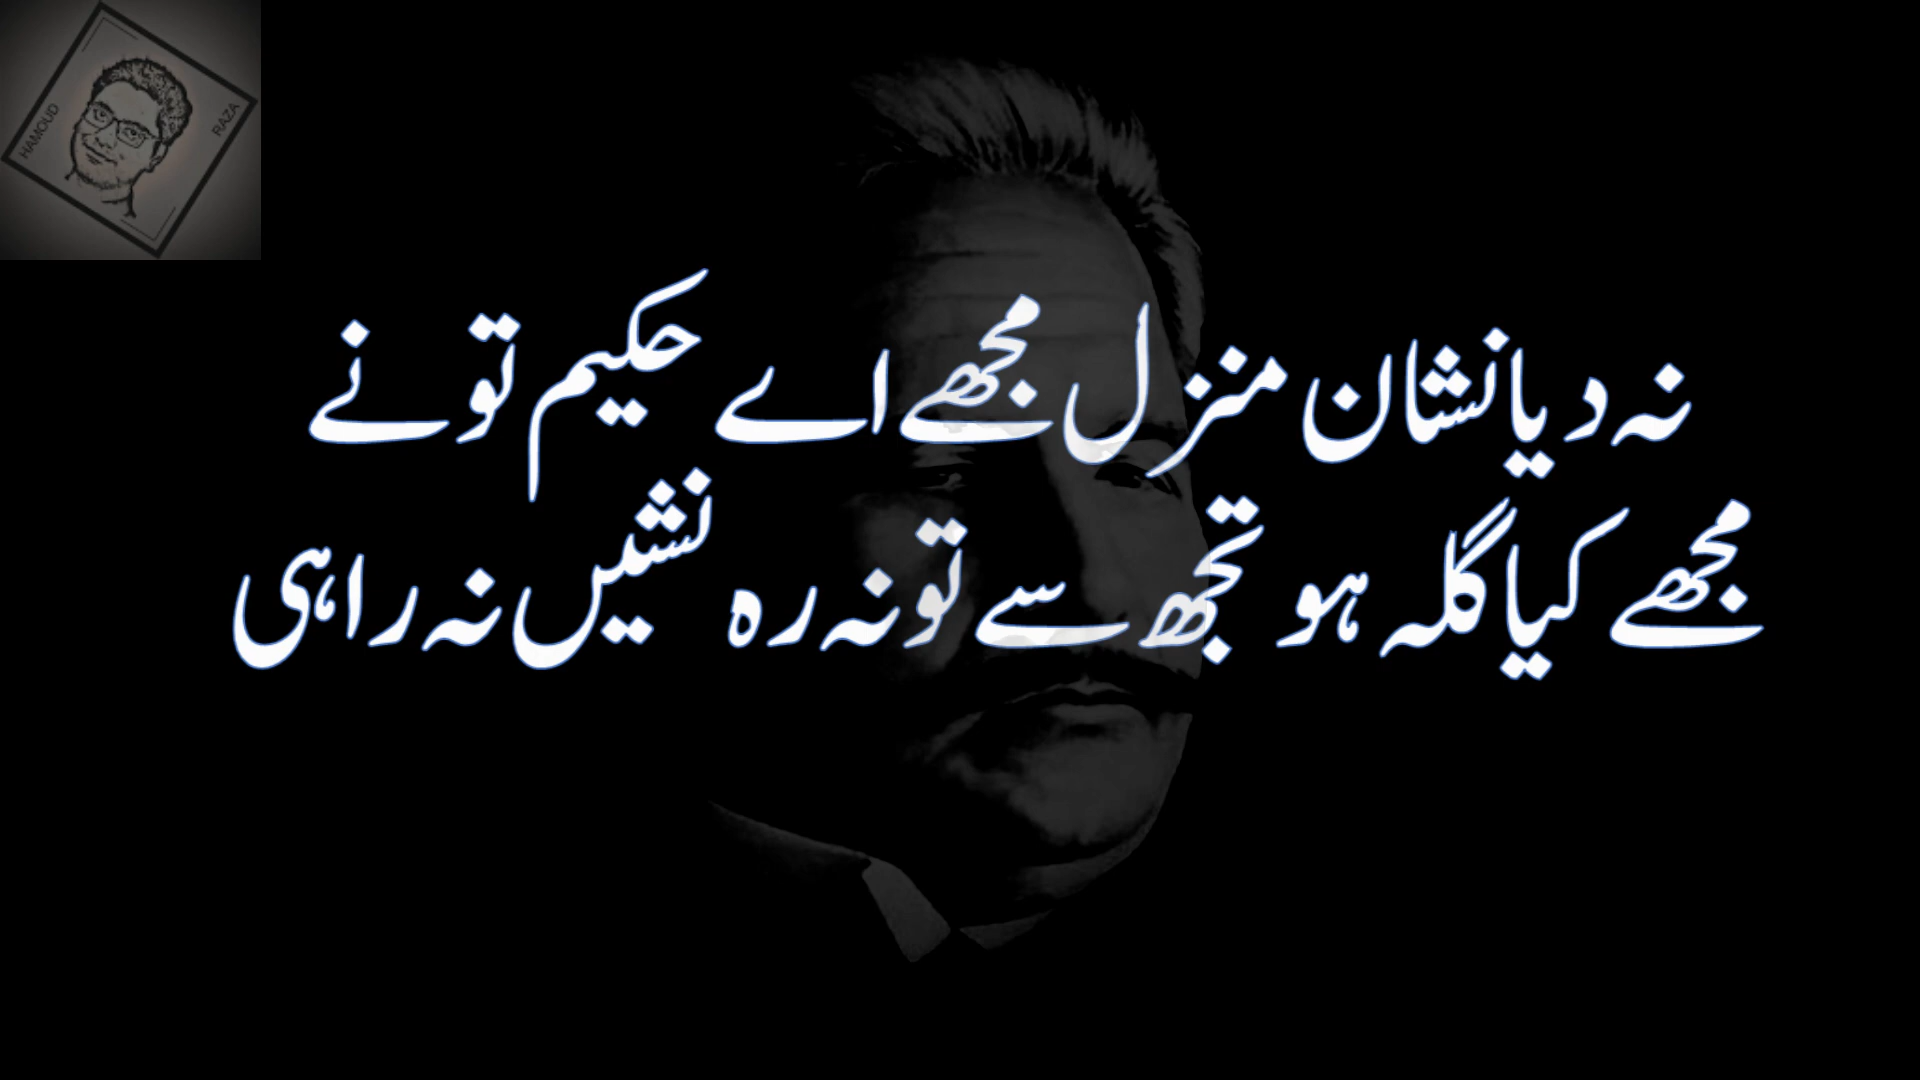 HAMOUD RAZA
نہ دیا نشان منزل مجھے اے حکیم تو نے
مجھے کیا گلہ ہو تجھ سے تو نہ رہ نشیں نہ راہی